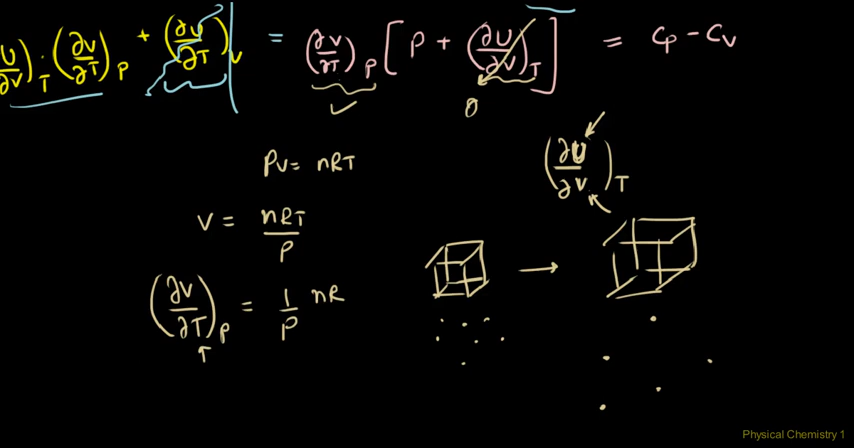 (∂U/∂V)_T · (∂V/∂T)_P + (∂U/∂T)_V = (∂V/∂T)_P [ P + (∂U/∂V)_T ] = Cp - Cv
0
PV = nRT
(∂U/∂V)_T
V = nRT/P
(∂V/∂T)_P = 1/P nR
Physical Chemistry 1